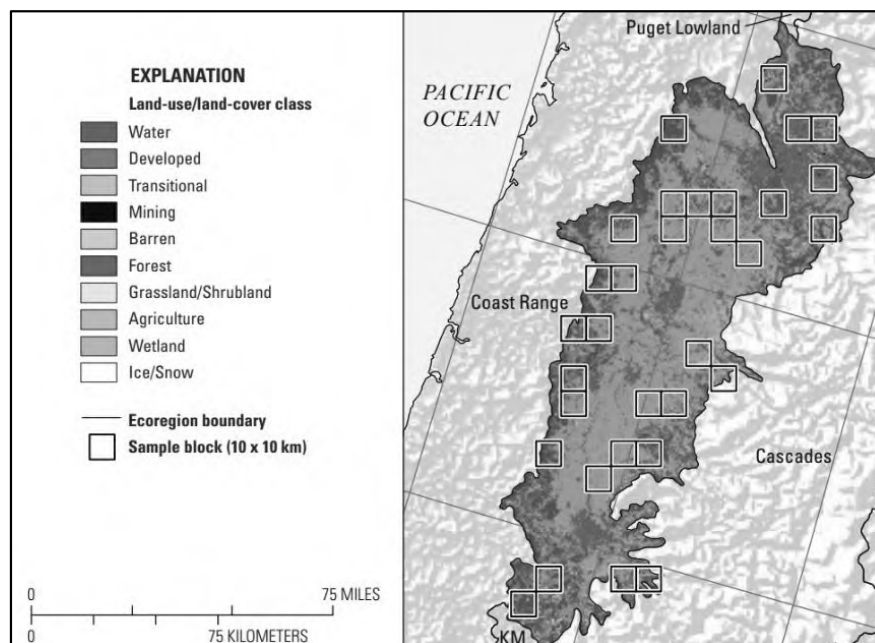 EXPLANATION
Land-use/land-cover class
Water
Developed
Transitional
Mining
Barren
Forest
Grassland/Shrubland
Agriculture
Wetland
Ice/Snow
Ecoregion boundary
Sample block (10 x 10 km)
0 75 MILES
0 75 KILOMETERS
Puget Lowland
PACIFIC
OCEAN
Coast Range
Cascades
KM